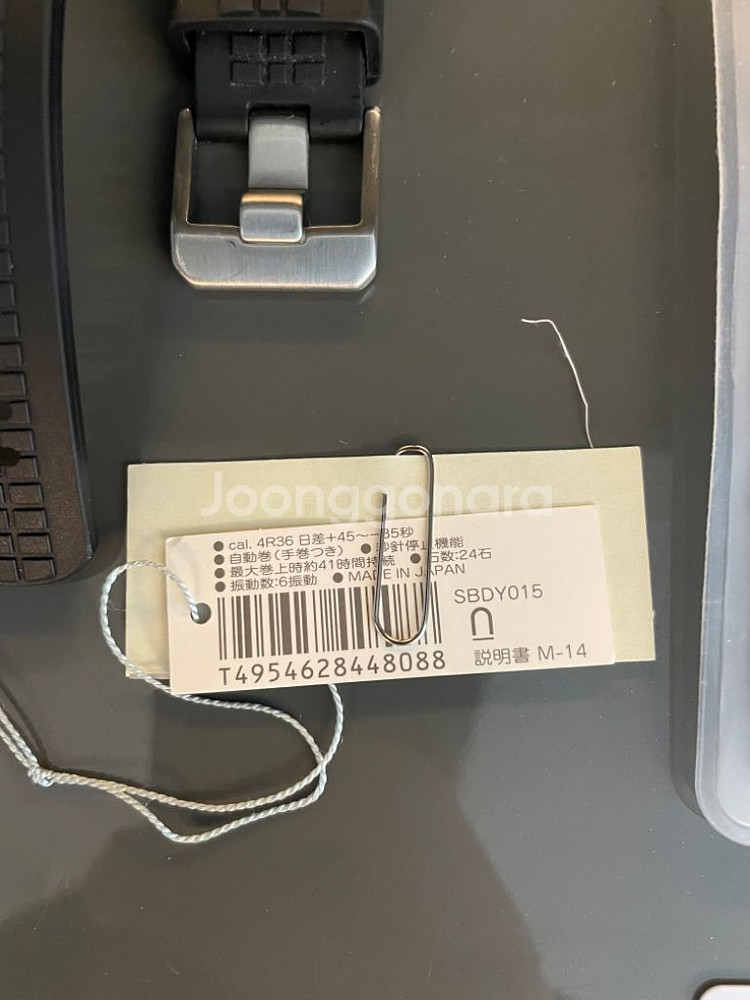 Joonggonara
● cal. 4R36 日差+45～−35秒
● 自動巻（手巻つき） ● 秒針停止機能
● 最大巻上時約41時間持続 ● 石数:24石
● 振動数:6振動 ● MADE IN JAPAN
SBDY015
T4954628448088
説明書 M-14